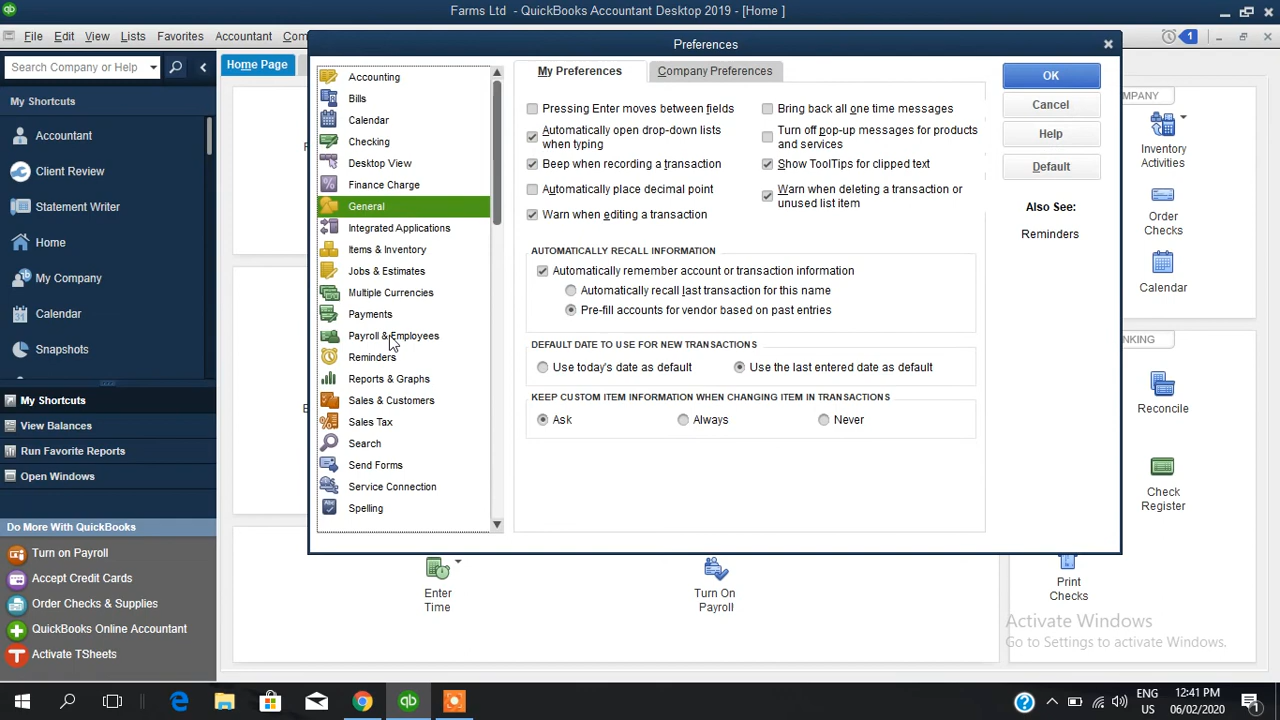 Farms Ltd - QuickBooks Accountant Desktop 2019 - [Home ]
File Edit View Lists Favorites Accountant Com
1
Search Company or Help
Home Page
My Shortcuts
Accountant
Client Review
Statement Writer
Home
My Company
Calendar
Snapshots
My Shortcuts
View Balances
Run Favorite Reports
Open Windows
Do More With QuickBooks
Turn on Payroll
Accept Credit Cards
Order Checks & Supplies
QuickBooks Online Accountant
Activate TSheets
Preferences
Accounting
Bills
Calendar
Checking
Desktop View
Finance Charge
General
Integrated Applications
Items & Inventory
Jobs & Estimates
Multiple Currencies
Payments
Payroll & Employees
Reminders
Reports & Graphs
Sales & Customers
Sales Tax
Search
Send Forms
Service Connection
Spelling
My Preferences
Company Preferences
Pressing Enter moves between fields
Automatically open drop-down lists
when typing
Beep when recording a transaction
Automatically place decimal point
Warn when editing a transaction
Bring back all one time messages
Turn off pop-up messages for products
and services
Show ToolTips for clipped text
Warn when deleting a transaction or
unused list item
AUTOMATICALLY RECALL INFORMATION
Automatically remember account or transaction information
Automatically recall last transaction for this name
Pre-fill accounts for vendor based on past entries
DEFAULT DATE TO USE FOR NEW TRANSACTIONS
Use today's date as default
Use the last entered date as default
KEEP CUSTOM ITEM INFORMATION WHEN CHANGING ITEM IN TRANSACTIONS
Ask
Always
Never
OK
Cancel
Help
Default
Also See:
Reminders
MPANY
Inventory
Activities
Order
Checks
Calendar
NKING
Reconcile
Check
Register
Print
Checks
Enter
Time
Turn On
Payroll
Activate Windows
Go to Settings to activate Windows.
ENG
US
12:41 PM
06/02/2020
1